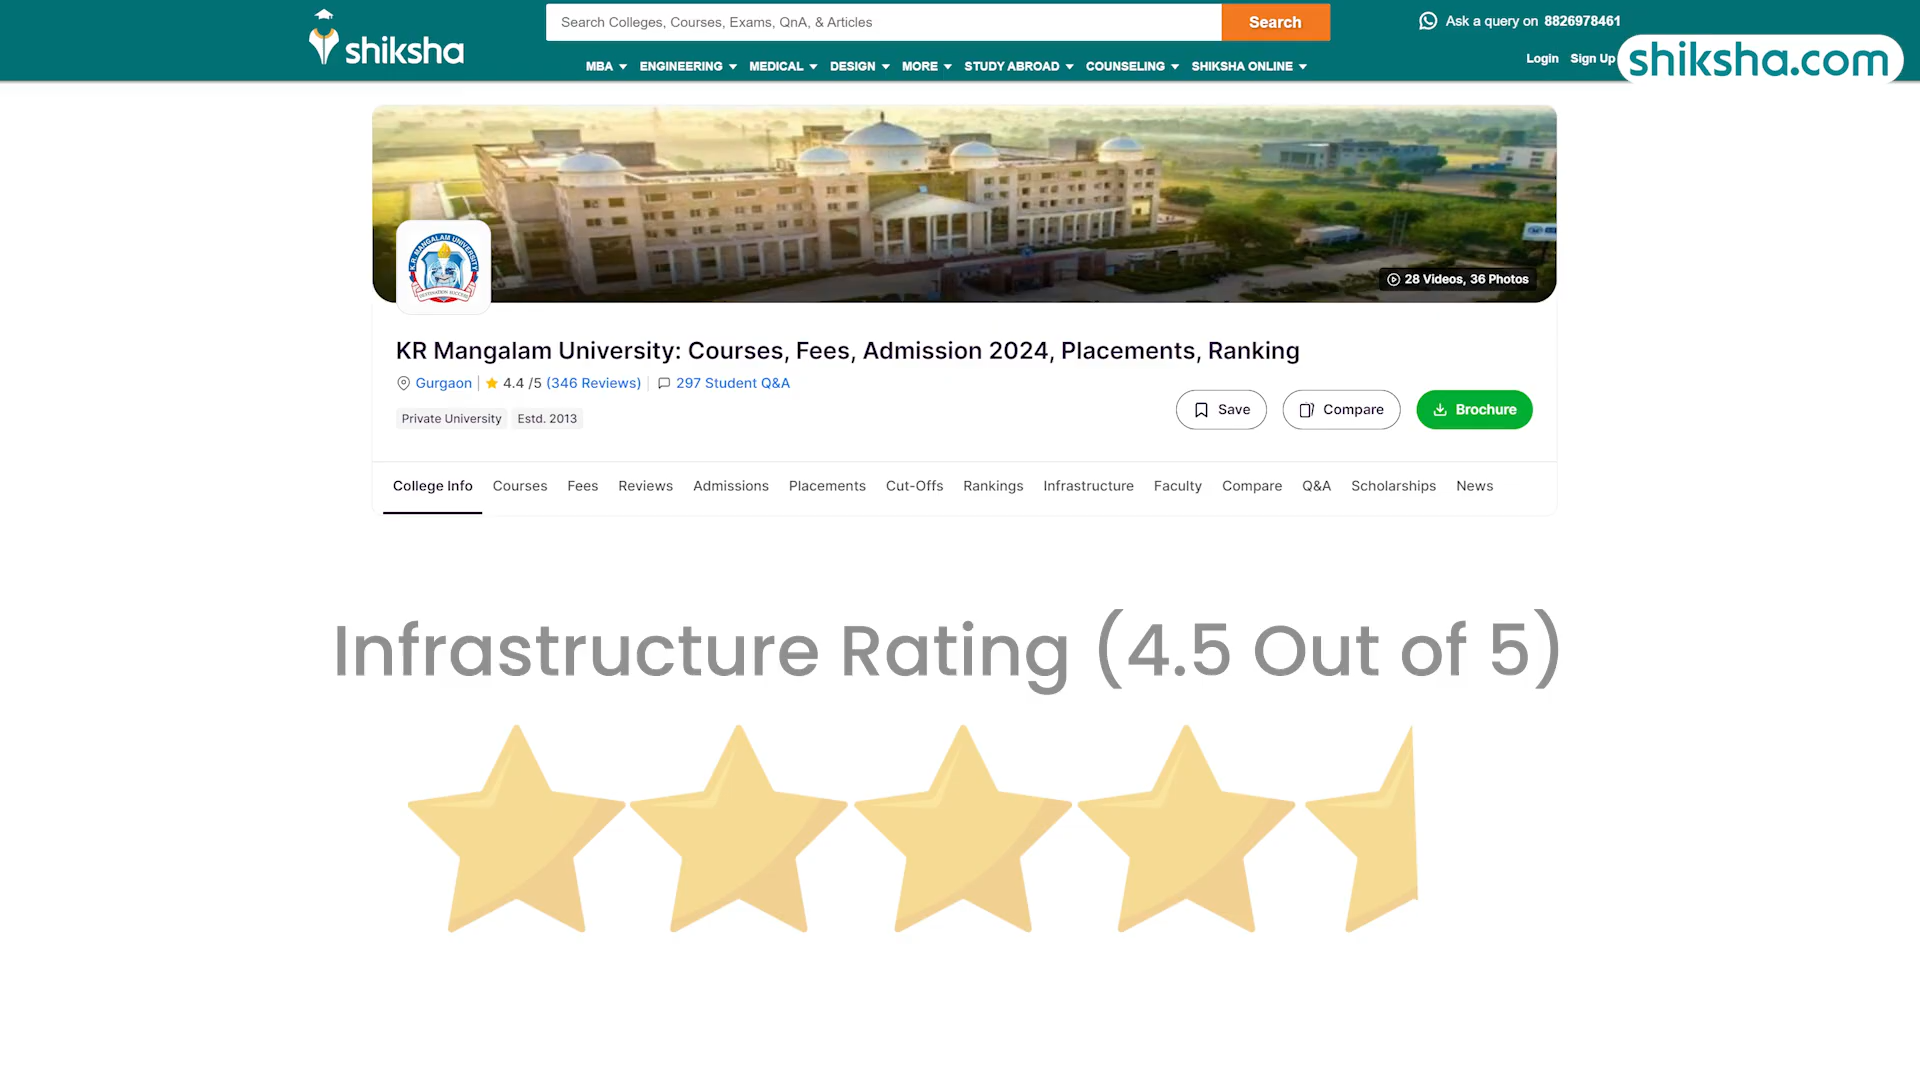 shiksha
Search Colleges, Courses, Exams, QnA, & Articles
Search
Ask a query on 8826978461
MBA ENGINEERING MEDICAL DESIGN MORE STUDY ABROAD COUNSELING SHIKSHA ONLINE
Login Sign Up
shiksha.com
K.R. MANGALAM UNIVERSITY
28 Videos, 36 Photos
KR Mangalam University: Courses, Fees, Admission 2024, Placements, Ranking
Gurgaon | 4.4 /5 (346 Reviews) | 297 Student Q&A
Private University Estd. 2013
Save Compare Brochure
College Info Courses Fees Reviews Admissions Placements Cut-Offs Rankings Infrastructure Faculty Compare Q&A Scholarships News
Infrastructure Rating (4.5 Out of 5)